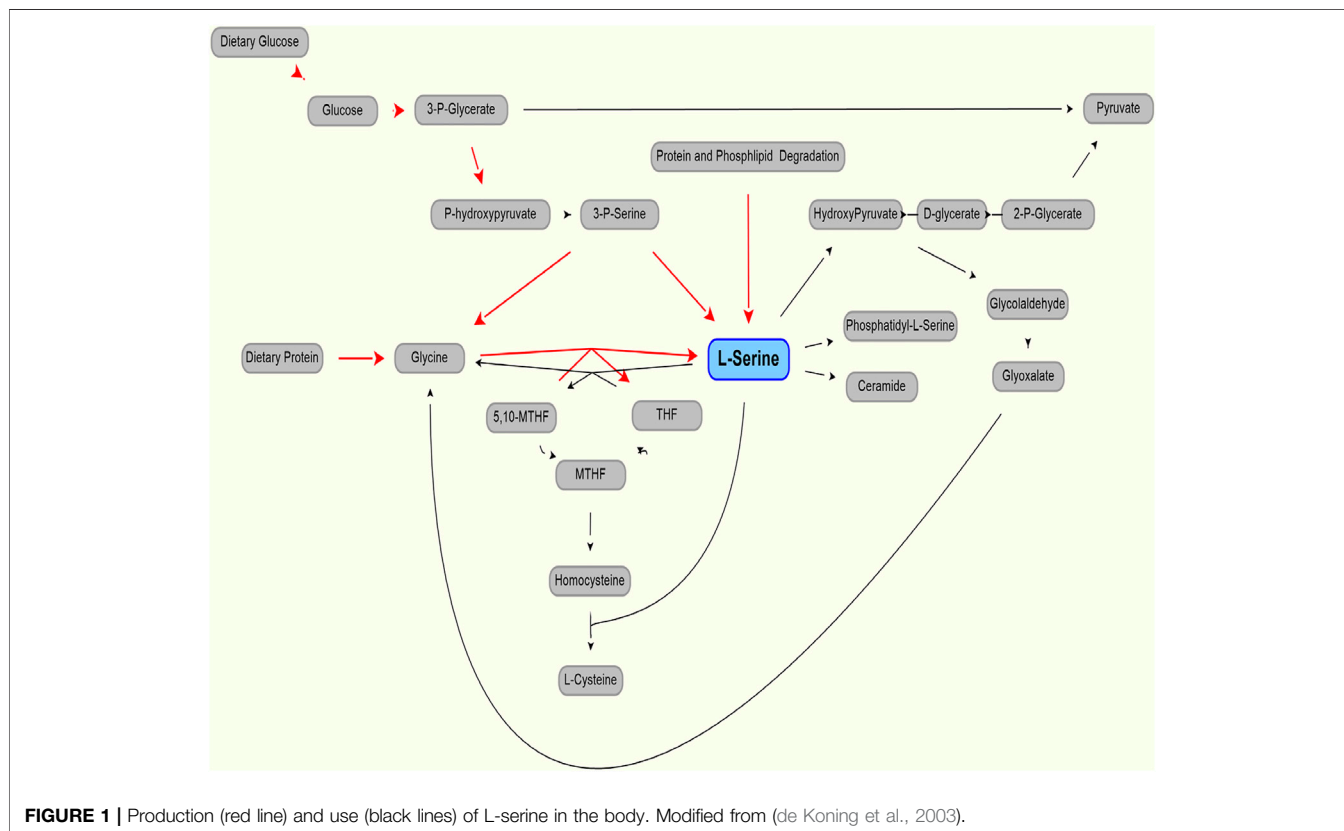 Dietary Glucose
Glucose
3-P-Glycerate
Pyruvate
Protein and Phosphlipid Degradation
P-hydroxypyruvate
3-P-Serine
HydroxyPyruvate
D-glycerate
2-P-Glycerate
Glycolaldehyde
Phosphatidyl-L-Serine
Dietary Protein
Glycine
L-Serine
Glyoxalate
Ceramide
5,10-MTHF
THF
MTHF
Homocysteine
L-Cysteine
FIGURE 1 | Production (red line) and use (black lines) of L-serine in the body. Modified from (de Koning et al., 2003).